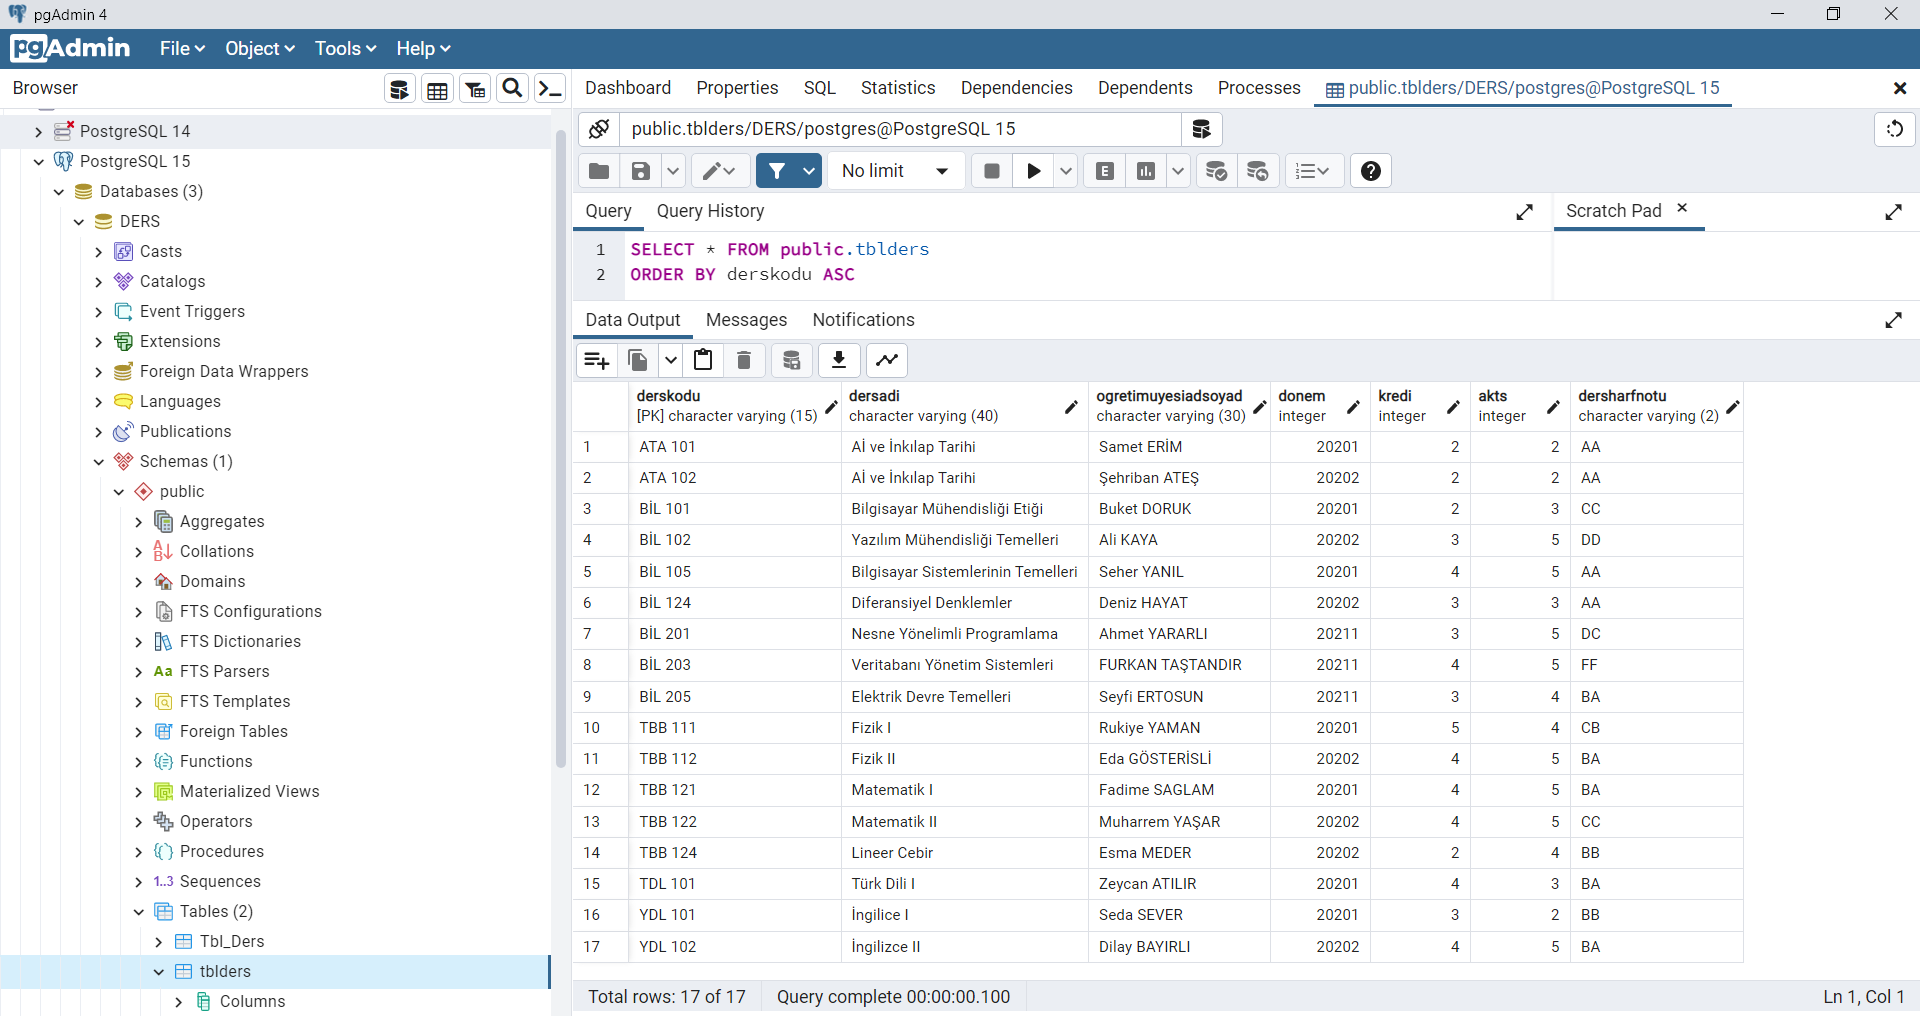 pgAdmin 4
pgAdmin File Object Tools Help
Browser
Dashboard Properties SQL Statistics Dependencies Dependents Processes public.tblders/DERS/postgres@PostgreSQL 15
PostgreSQL 14
PostgreSQL 15
Databases (3)
DERS
Casts
Catalogs
Event Triggers
Extensions
Foreign Data Wrappers
Languages
Publications
Schemas (1)
public
Aggregates
Collations
Domains
FTS Configurations
FTS Dictionaries
Aa FTS Parsers
FTS Templates
Foreign Tables
Functions
Materialized Views
Operators
Procedures
1..3 Sequences
Tables (2)
Tbl_Ders
tblders
Columns
public.tblders/DERS/postgres@PostgreSQL 15
No limit E
Query Query History Scratch Pad
1 SELECT * FROM public.tblders
2 ORDER BY derskodu ASC
Data Output Messages Notifications
derskodu dersadi ogretimuyesiadsoyad donem kredi akts dersharfnotu
[PK] character varying (15) character varying (40) character varying (30) integer integer integer character varying (2)
1 ATA 101 Aİ ve İnkılap Tarihi Samet ERİM 20201 2 2 AA
2 ATA 102 Aİ ve İnkılap Tarihi Şehriban ATEŞ 20202 2 2 AA
3 BİL 101 Bilgisayar Mühendisliği Etiği Buket DORUK 20201 2 3 CC
4 BİL 102 Yazılım Mühendisliği Temelleri Ali KAYA 20202 3 5 DD
5 BİL 105 Bilgisayar Sistemlerinin Temelleri Seher YANIL 20201 4 5 AA
6 BİL 124 Diferansiyel Denklemler Deniz HAYAT 20202 3 3 AA
7 BİL 201 Nesne Yönelimli Programlama Ahmet YARARLI 20211 3 5 DC
8 BİL 203 Veritabanı Yönetim Sistemleri FURKAN TAŞTANDIR 20211 4 5 FF
9 BİL 205 Elektrik Devre Temelleri Seyfi ERTOSUN 20211 3 4 BA
10 TBB 111 Fizik I Rukiye YAMAN 20201 5 4 CB
11 TBB 112 Fizik II Eda GÖSTERİSLİ 20202 4 5 BA
12 TBB 121 Matematik I Fadime SAGLAM 20201 4 5 BA
13 TBB 122 Matematik II Muharrem YAŞAR 20202 4 5 CC
14 TBB 124 Lineer Cebir Esma MEDER 20202 2 4 BB
15 TDL 101 Türk Dili I Zeycan ATILIR 20201 4 3 BA
16 YDL 101 İngilice I Seda SEVER 20201 3 2 BB
17 YDL 102 İngilizce II Dilay BAYIRLI 20202 4 5 BA
Total rows: 17 of 17 Query complete 00:00:00.100 Ln 1, Col 1